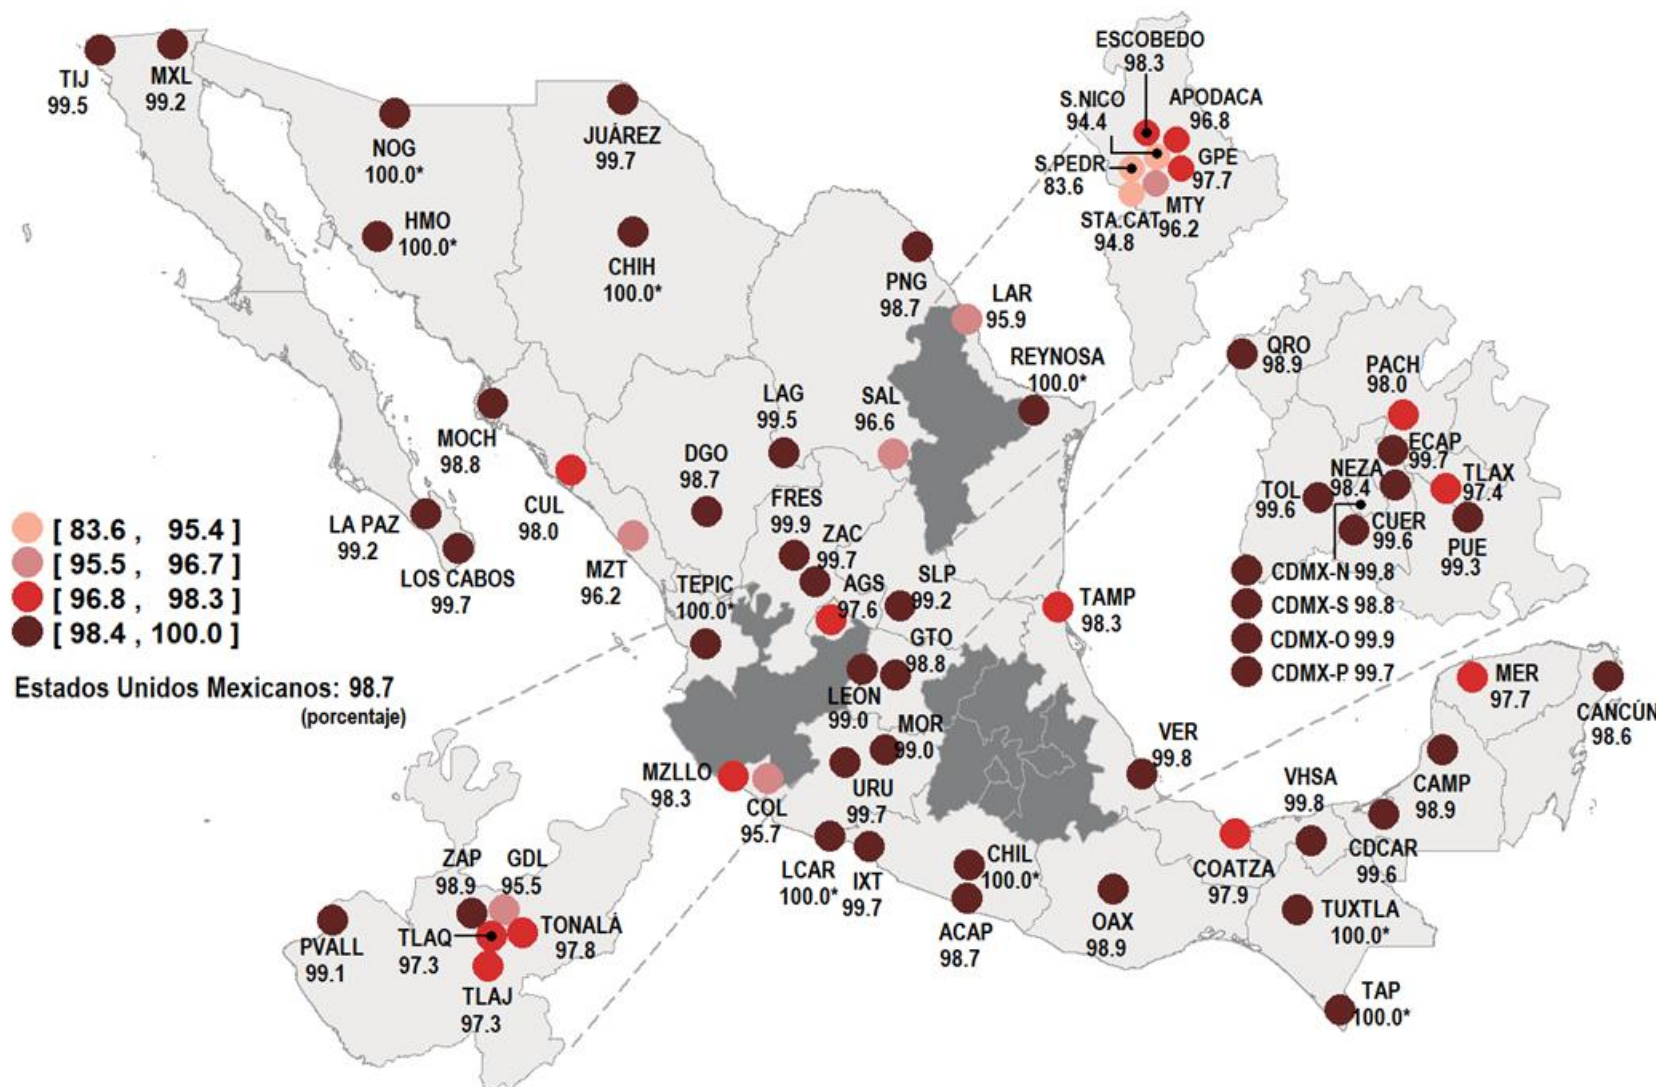 ESCOBEDO
98.3
S.NICO
94.4
APODACA
96.8
S.PEDR
83.6
GPE
97.7
STA.CAT
94.8
MTY
96.2
TIJ
99.5
MXL
99.2
NOG
100.0*
HMO
100.0*
JUÁREZ
99.7
CHIH
100.0*
PNG
98.7
LAR
95.9
REYNOSA
100.0*
QRO
98.9
PACH
98.0
ECAP
99.7
NEZA
98.4
TLAX
97.4
TOL
99.6
CUER
99.6
PUE
99.3
CDMX-N 99.8
CDMX-S 98.8
CDMX-O 99.9
CDMX-P 99.7
MOCH
98.8
LAG
99.5
SAL
96.6
DGO
98.7
CUL
98.0
FRES
99.9
ZAC
99.7
LA PAZ
99.2
LOS CABOS
99.7
MZT
96.2
TEPIC
100.0*
AGS
97.6
SLP
99.2
GTO
98.8
TAMP
98.3
[ 83.6 , 95.4 ]
[ 95.5 , 96.7 ]
[ 96.8 , 98.3 ]
[ 98.4 , 100.0 ]
Estados Unidos Mexicanos: 98.7
(porcentaje)
LEÓN
99.0
MOR
99.0
VER
99.8
MER
97.7
CANCÚN
98.6
MZLLO
98.3
COL
95.7
URU
99.7
VHSA
99.8
CAMP
98.9
CDCAR
99.6
COATZA
97.9
LCAR
100.0*
IXT
99.7
CHIL
100.0*
ACAP
98.7
OAX
98.9
TUXTLA
100.0*
TAP
100.0*
ZAP
98.9
GDL
95.5
PVALL
99.1
TLAQ
97.3
TONALÁ
97.8
TLAJ
97.3